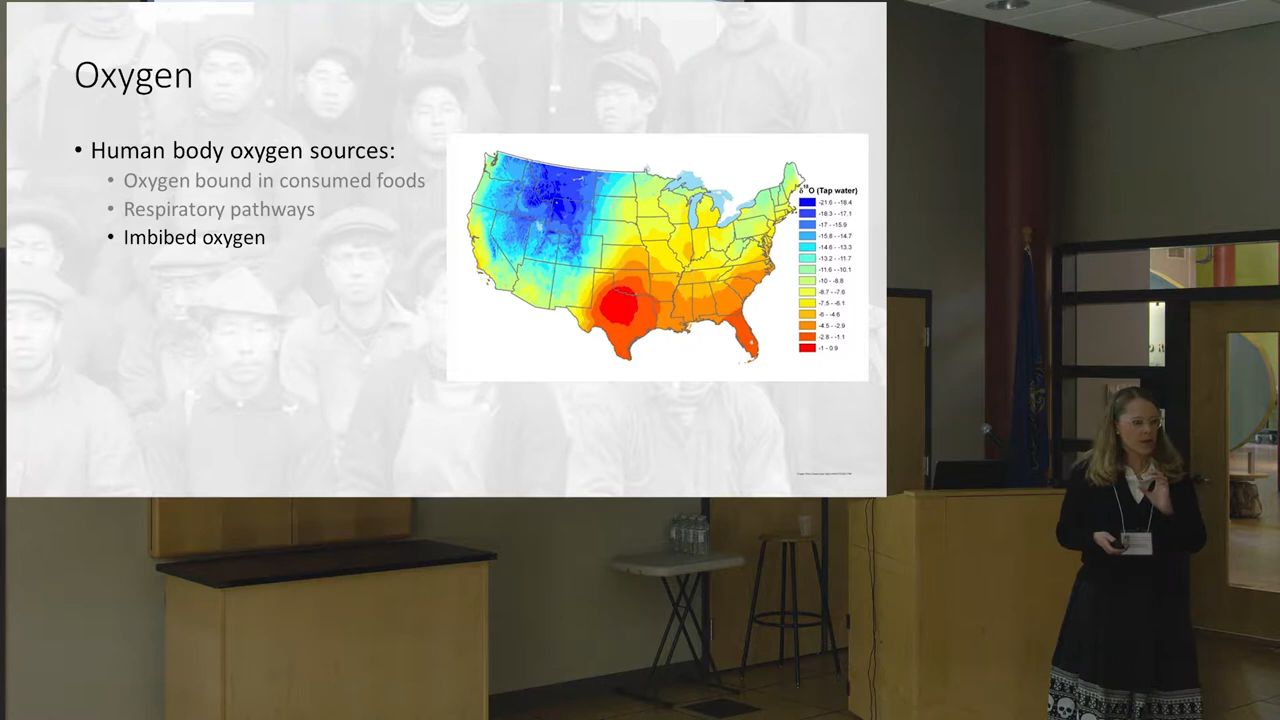 Oxygen
• Human body oxygen sources:
• Oxygen bound in consumed foods
• Respiratory pathways
• Imbibed oxygen
δ18O (Tap water)
-21.6 - -18.4
-18.3 - -17.1
-17 - -15.9
-15.8 - -14.7
-14.6 - -13.3
-13.2 - -11.7
-11.6 - -10.1
-10 - -8.8
-8.7 - -7.6
-7.5 - -6.1
-6 - -4.6
-4.5 - -2.9
-2.8 - -1.1
-1 - 0.9